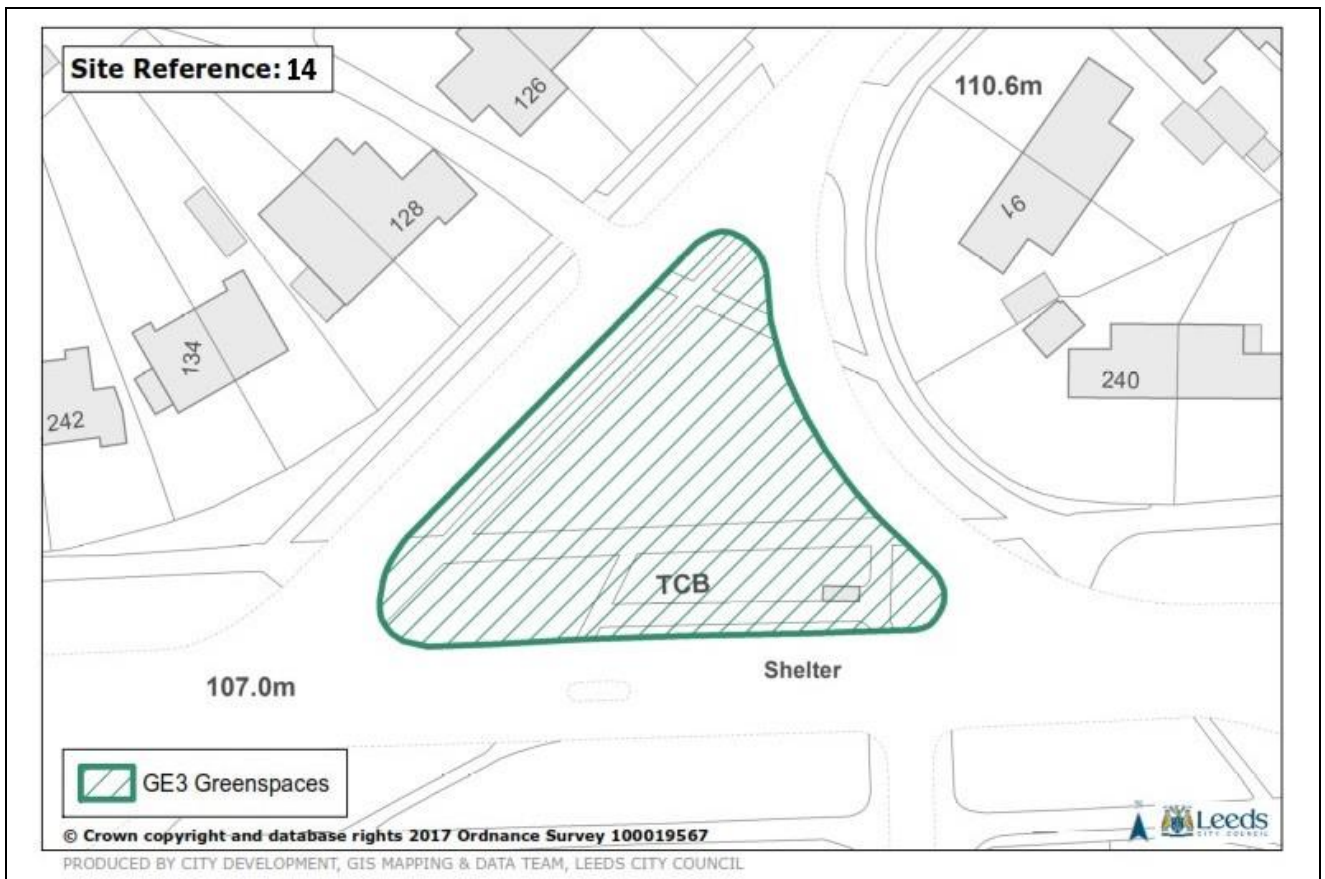 Site Reference: 14
110.6m
126
128
91
134
240
242
TCB
Shelter
107.0m
GE3 Greenspaces
Leeds
CITY COUNCIL
© Crown copyright and database rights 2017 Ordnance Survey 100019567
PRODUCED BY CITY DEVELOPMENT, GIS MAPPING & DATA TEAM, LEEDS CITY COUNCIL